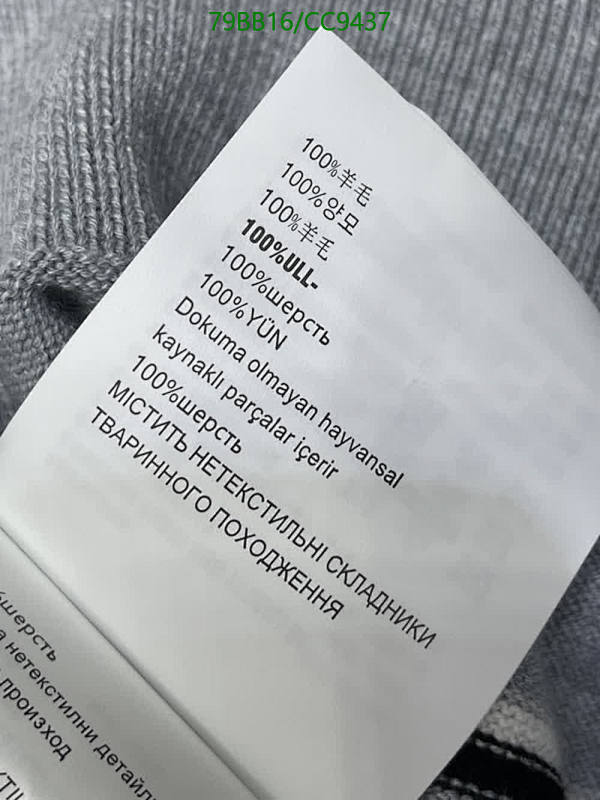 79BB16/CC9437
100%羊毛
100%양모
100%羊毛
100%ULL-
100%шерсть
100%YÜN
Dokuma olmayan hayvansal
kaynaklı parçalar içerir
100%шерсть
МІСТИТЬ НЕТЕКСТИЛЬНІ СКЛАДНИКИ
ТВАРИННОГО ПОХОДЖЕННЯ
%шерсть
а нетекстилни детайли
произход